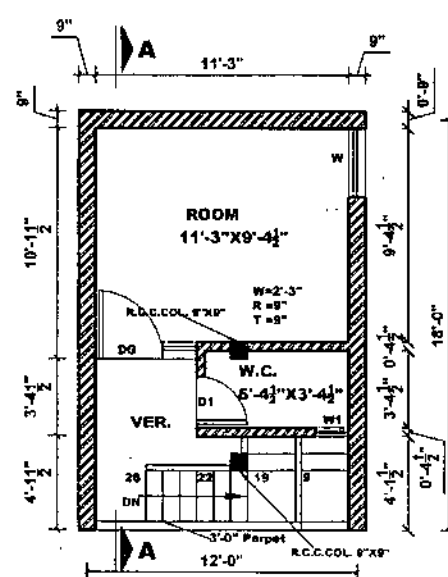 9"
A
9"
11'-3"
9"
0'-9"
W
ROOM
11'-3"X9'-4½"
10'-11½"
9'-4½"
18'-0"
W=2'-3"
R =9"
T =9"
R.C.C.COL. 9"X9"
0'-4½"
DG
W.C.
5'-4½"X3'-4½"
3'-4½"
D1
3'-4½"
VER.
W1
0'-4½"
4'-11½"
26
22
19
9
4'-1½"
DN
3'-0" Parpet
A
R.C.C.COL. 9"X9"
12'-0"